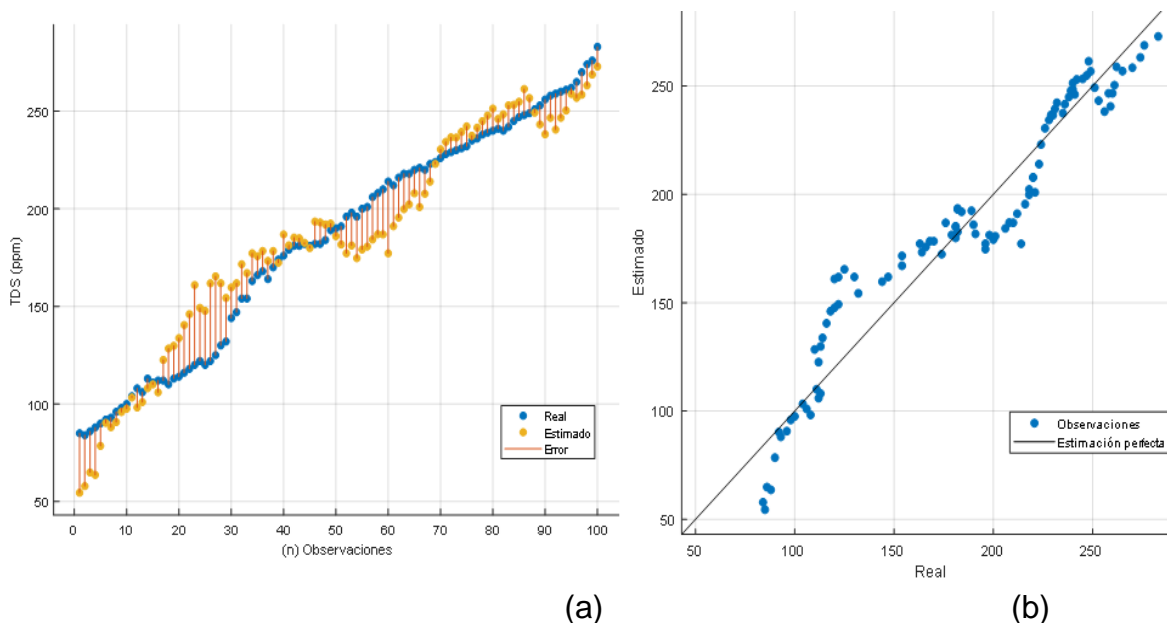 TDS (ppm)
250
200
150
100
50
0 10 20 30 40 50 60 70 80 90 100
(n) Observaciones
Real
Estimado
Error
(a)
Estimado
250
200
150
100
50
50 100 150 200 250
Real
Observaciones
Estimación perfecta
(b)